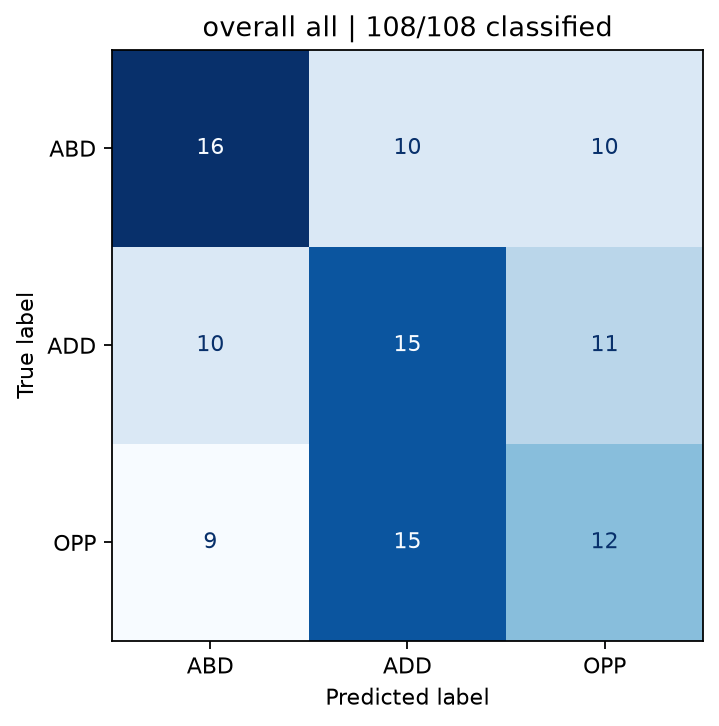 overall all | 108/108 classified
ABD
16
10
10
ADD
10
15
11
OPP
9
15
12
True label
ABD
ADD
OPP
Predicted label